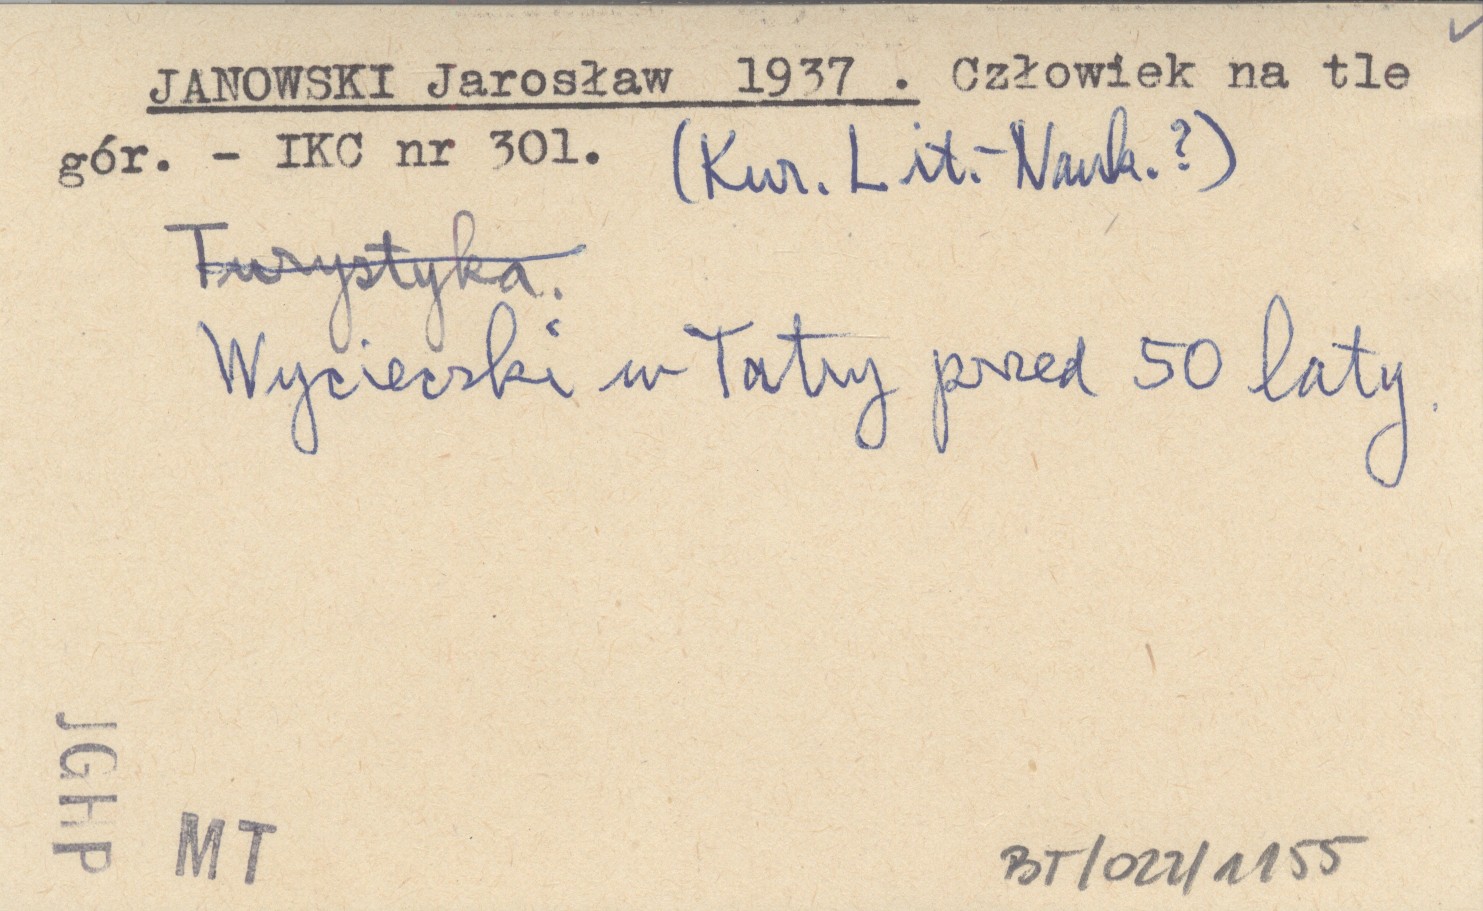 JANOWSKI Jarosław 1937 . Człowiek na tle
gór. - IKC nr 301. (Kur. Lit.-Nauk.?)
Turystyka.
Wycieczki w Tatry przed 50 laty.
JGHP
MT
BT/022/1155